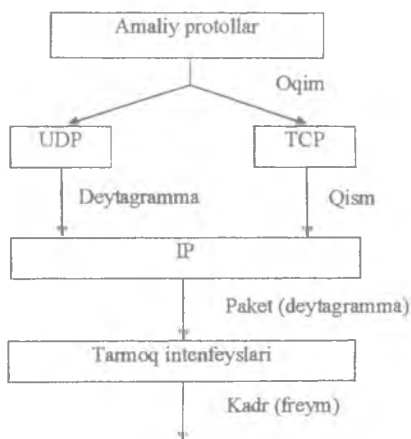 Amaliy protollar
Oqim
UDP
TCP
Deytagramma
Qism
IP
Paket (deytagramma)
Tarmoq intenfeyslari
Kadr (freym)